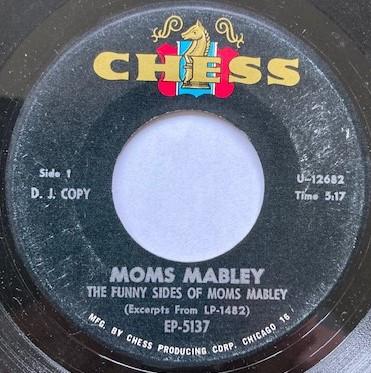 CHESS
Side 1
D. J. COPY
U-12682
Time 5:17
MOMS MABLEY
THE FUNNY SIDES OF MOMS MABLEY
(Excerpts From LP-1482)
EP-5137
MFG. BY CHESS PRODUCING CORP. CHICAGO 16